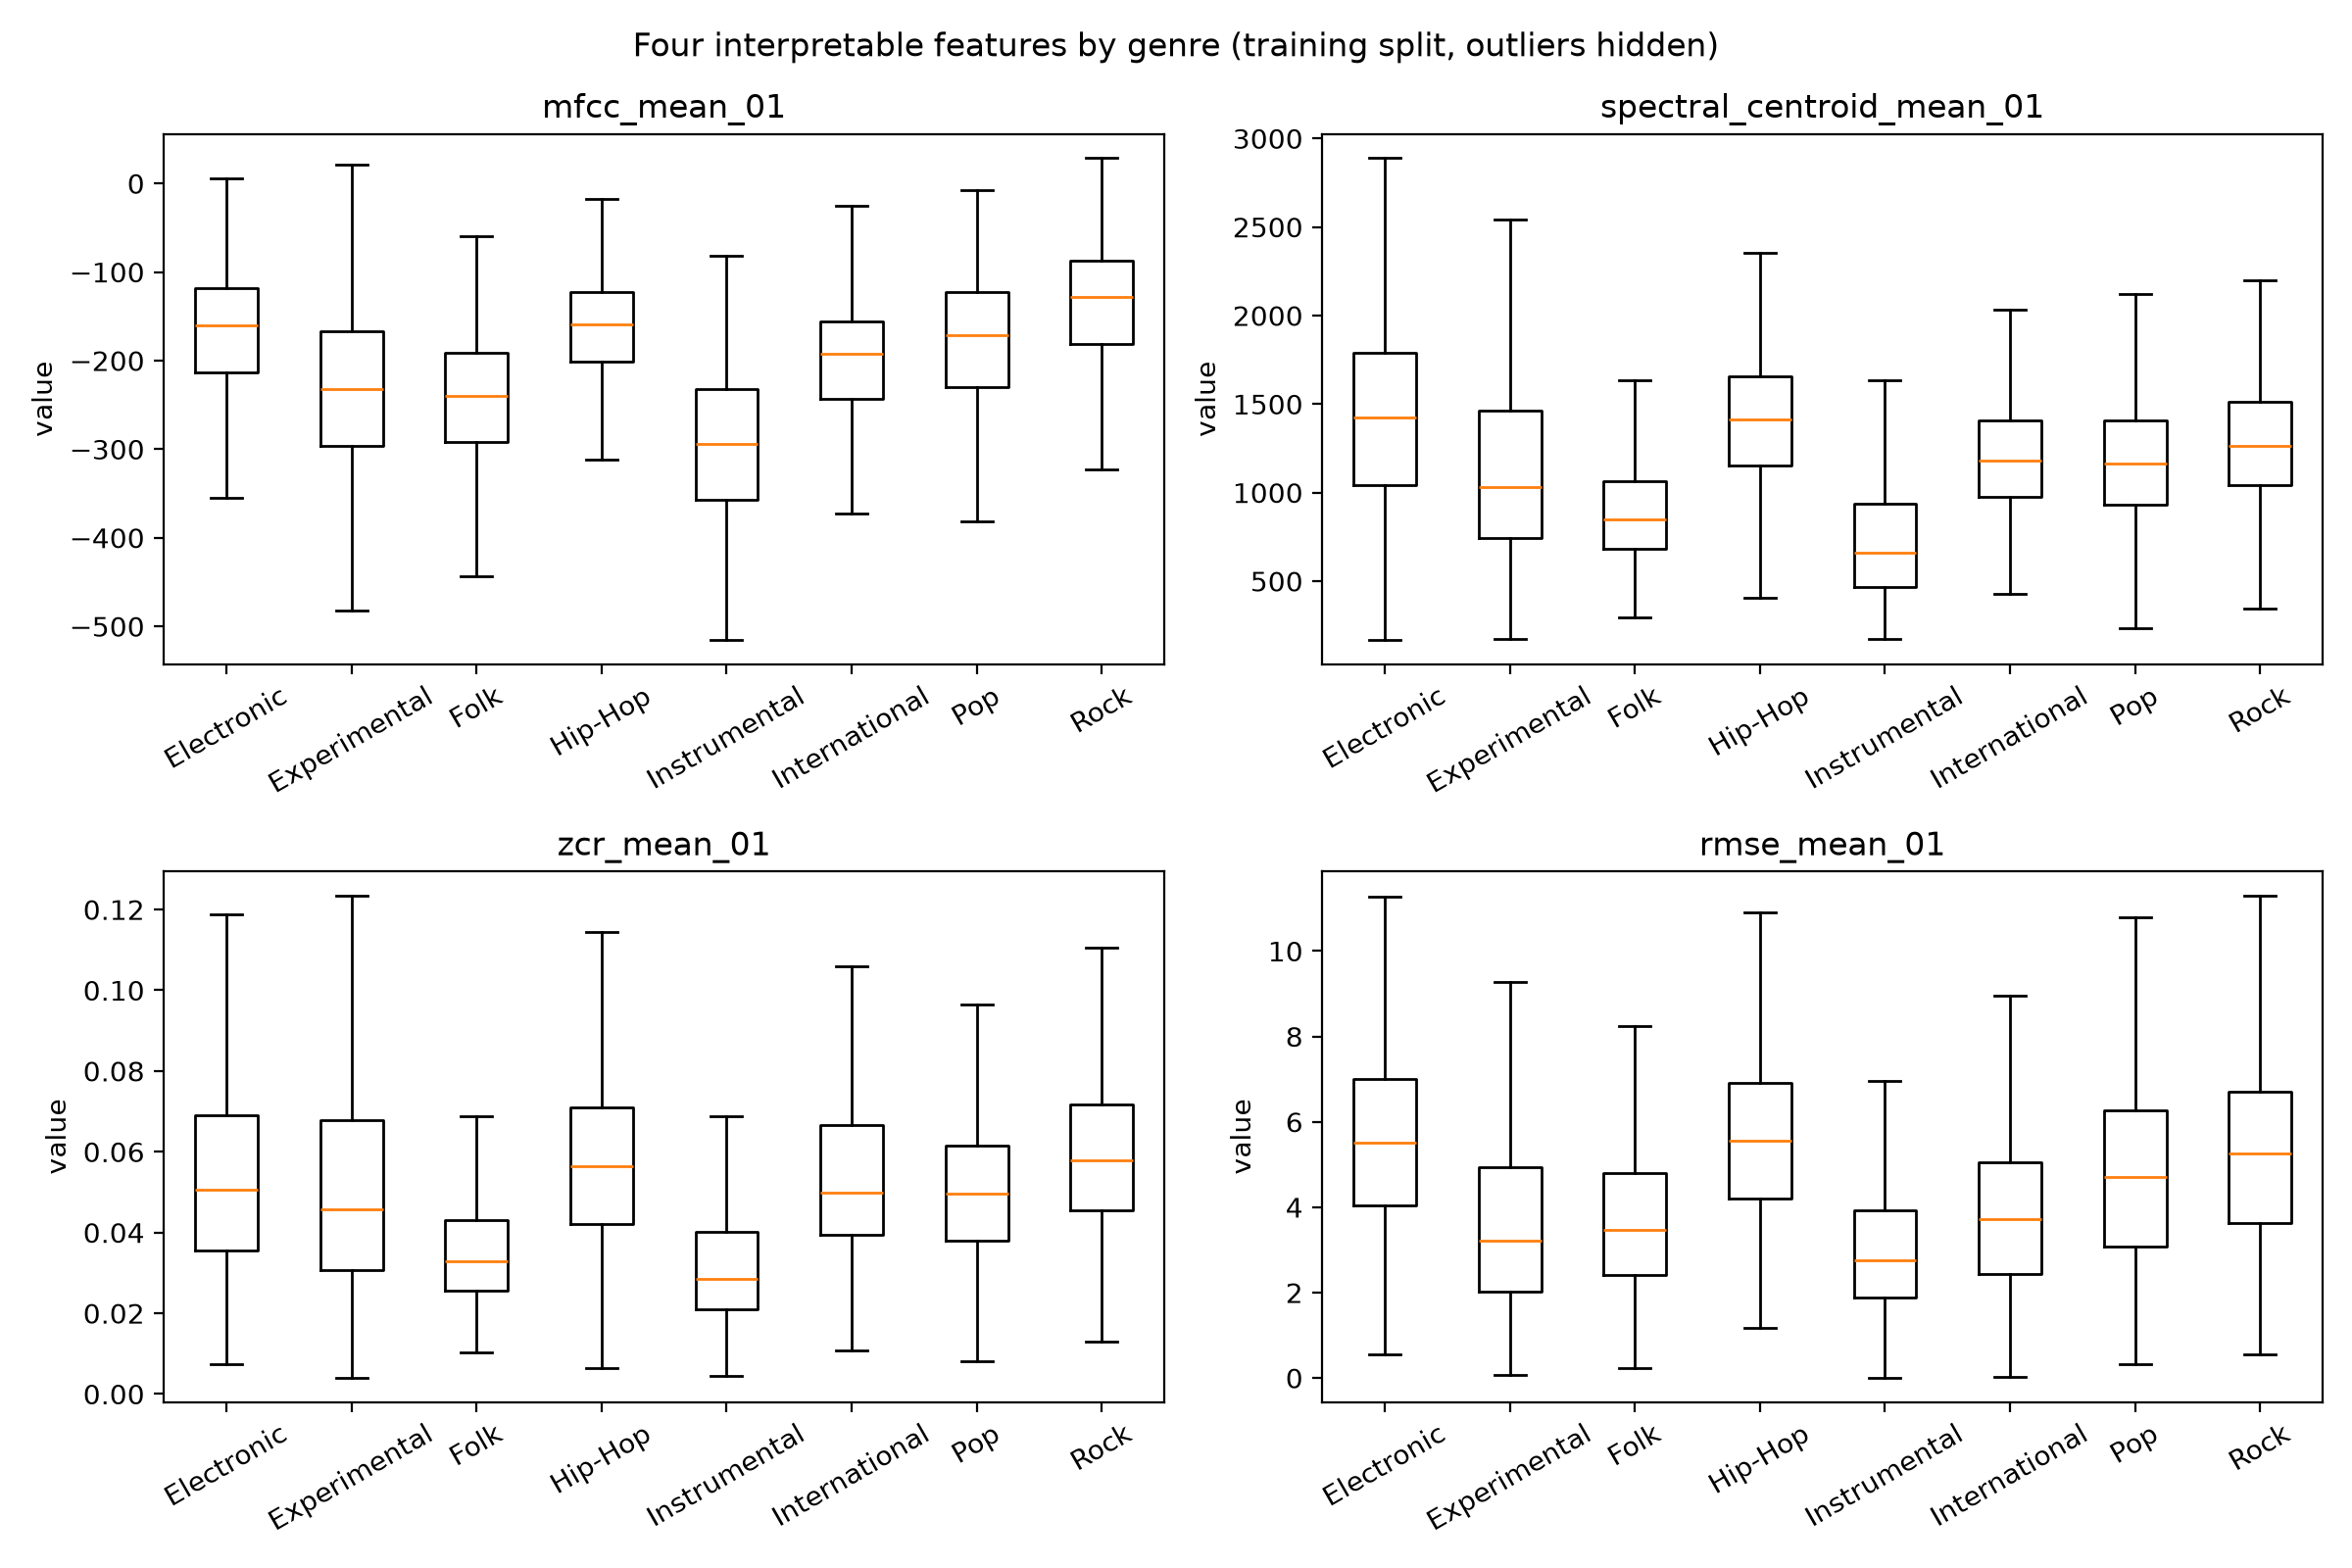 Four interpretable features by genre (training split, outliers hidden)
mfcc_mean_01
value
0
−100
−200
−300
−400
−500
Electronic
Experimental
Folk
Hip-Hop
Instrumental
International
Pop
Rock
spectral_centroid_mean_01
value
3000
2500
2000
1500
1000
500
Electronic
Experimental
Folk
Hip-Hop
Instrumental
International
Pop
Rock
zcr_mean_01
value
0.12
0.10
0.08
0.06
0.04
0.02
0.00
Electronic
Experimental
Folk
Hip-Hop
Instrumental
International
Pop
Rock
rmse_mean_01
value
10
8
6
4
2
0
Electronic
Experimental
Folk
Hip-Hop
Instrumental
International
Pop
Rock